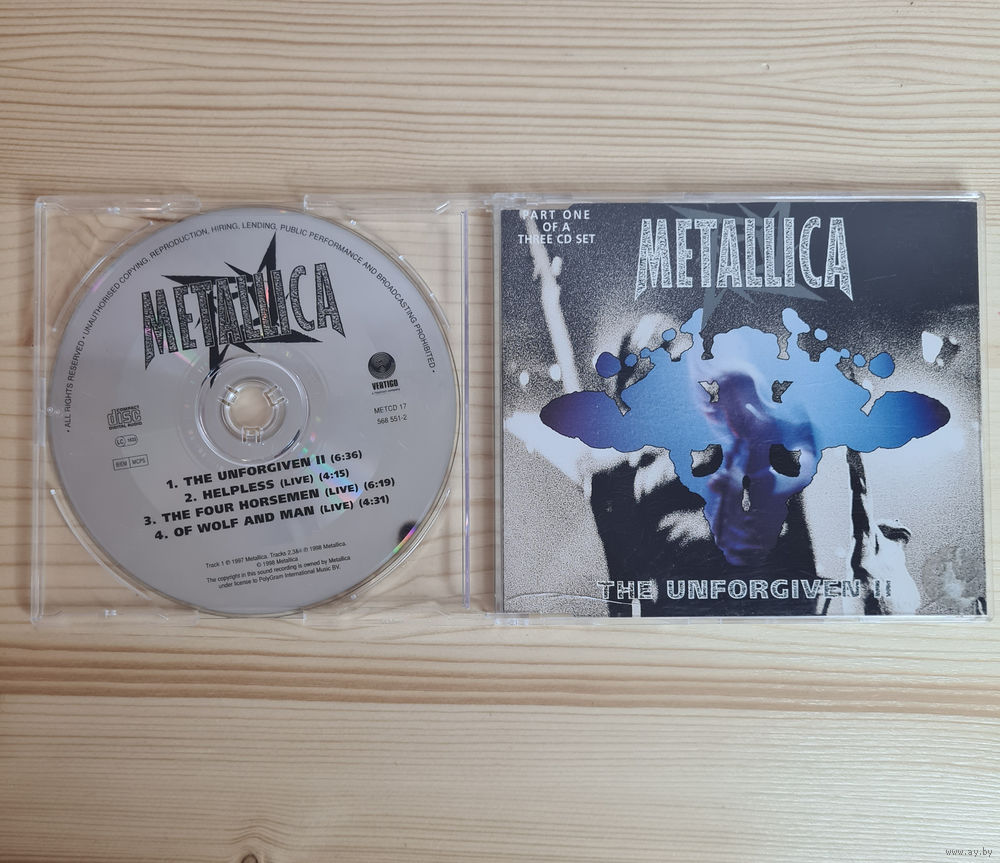 • ALL RIGHTS RESERVED • UNAUTHORISED COPYING, REPRODUCTION, HIRING, LENDING, PUBLIC PERFORMANCE AND BROADCASTING PROHIBITED •
METALLICA
VERTIGO
METCD 17
568 551-2
COMPACT
disc
DIGITAL AUDIO
LC
BIEM MCPS
1. THE UNFORGIVEN II (6:36)
2. HELPLESS (LIVE) (4:15)
3. THE FOUR HORSEMEN (LIVE) (6:19)
4. OF WOLF AND MAN (LIVE) (4:31)
Track 1 ℗ 1997 Metallica. Tracks 2,3&4 ℗ 1998 Metallica.
© 1998 Metallica
The copyright in this sound recording is owned by Metallica
under license to PolyGram International Music BV.
PART ONE
OF A
THREE CD SET
METALLICA
THE UNFORGIVEN II
www.ay.by